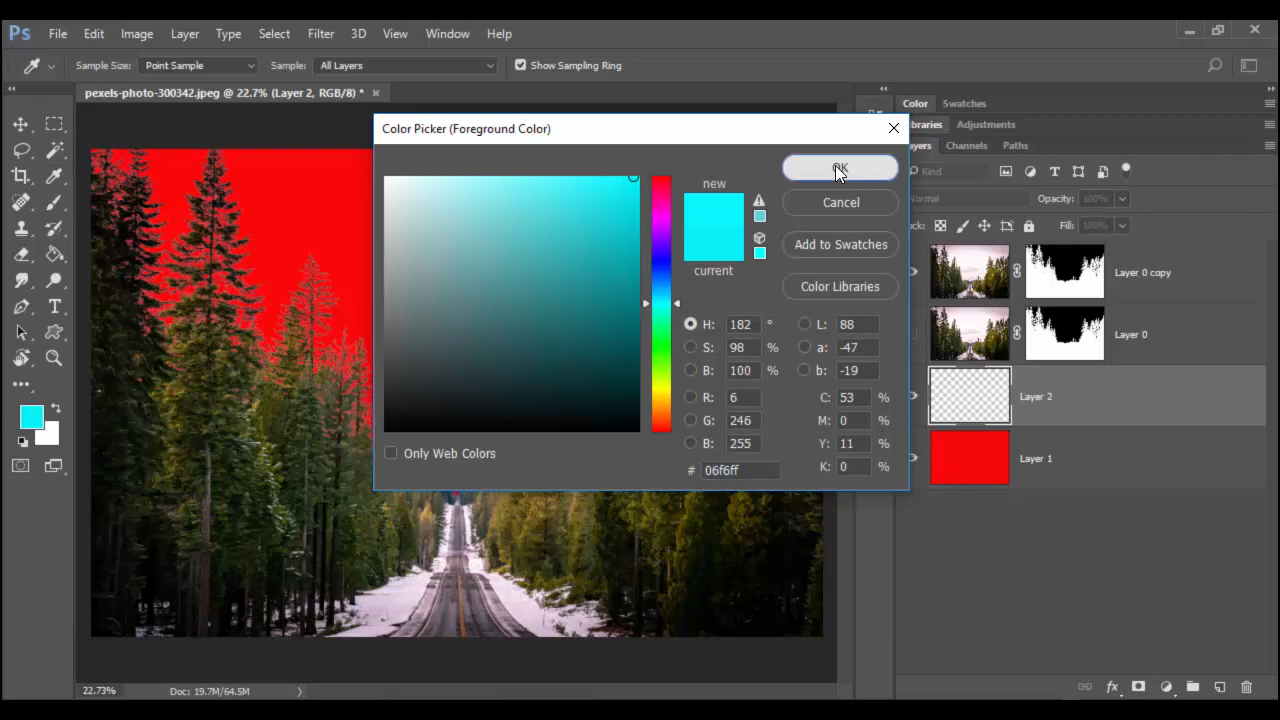 Ps File Edit Image Layer Type Select Filter 3D View Window Help
Sample Size: Point Sample Sample: All Layers Show Sampling Ring
pexels-photo-300342.jpeg @ 22.7% (Layer 2, RGB/8) *
Color Swatches
Libraries Adjustments
Layers Channels Paths
Kind
Normal Opacity: 100%
Lock: Fill: 100%
Layer 0 copy
Layer 0
Layer 2
Layer 1
Color Picker (Foreground Color)
OK
new
Cancel
Add to Swatches
current
Color Libraries
H: 182 ° L: 88
S: 98 % a: -47
B: 100 % b: -19
R: 6 C: 53 %
G: 246 M: 0 %
B: 255 Y: 11 %
# 06f6ff K: 0 %
Only Web Colors
22.73% Doc: 19.7M/64.5M
fx